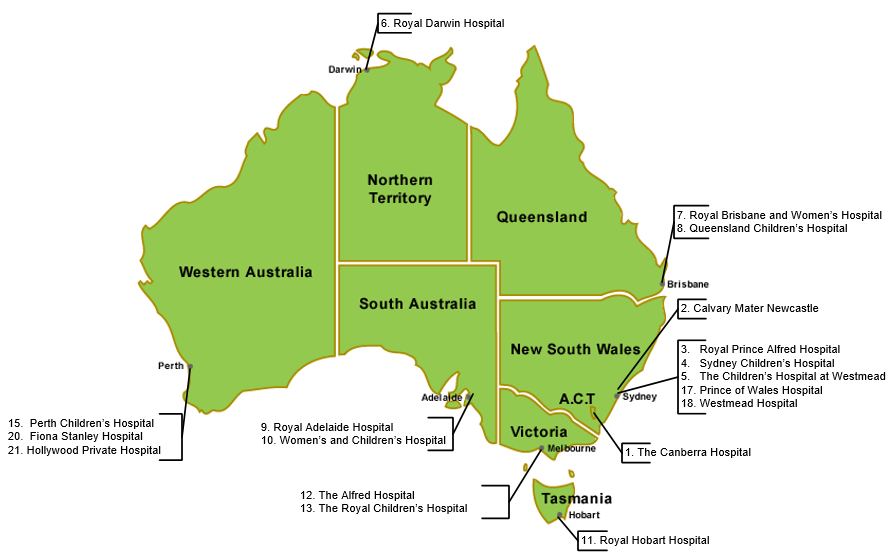 6. Royal Darwin Hospital
Darwin
Northern
Territory
Queensland
7. Royal Brisbane and Women's Hospital
8. Queensland Children's Hospital
Western Australia
Brisbane
South Australia
2. Calvary Mater Newcastle
New South Wales
3. Royal Prince Alfred Hospital
4. Sydney Children's Hospital
5. The Children's Hospital at Westmead
17. Prince of Wales Hospital
18. Westmead Hospital
Perth
Adelaide
A.C.T
Sydney
15. Perth Children's Hospital
20. Fiona Stanley Hospital
21. Hollywood Private Hospital
9. Royal Adelaide Hospital
10. Women's and Children's Hospital
Victoria
Melbourne
1. The Canberra Hospital
12. The Alfred Hospital
13. The Royal Children's Hospital
Tasmania
Hobart
11. Royal Hobart Hospital